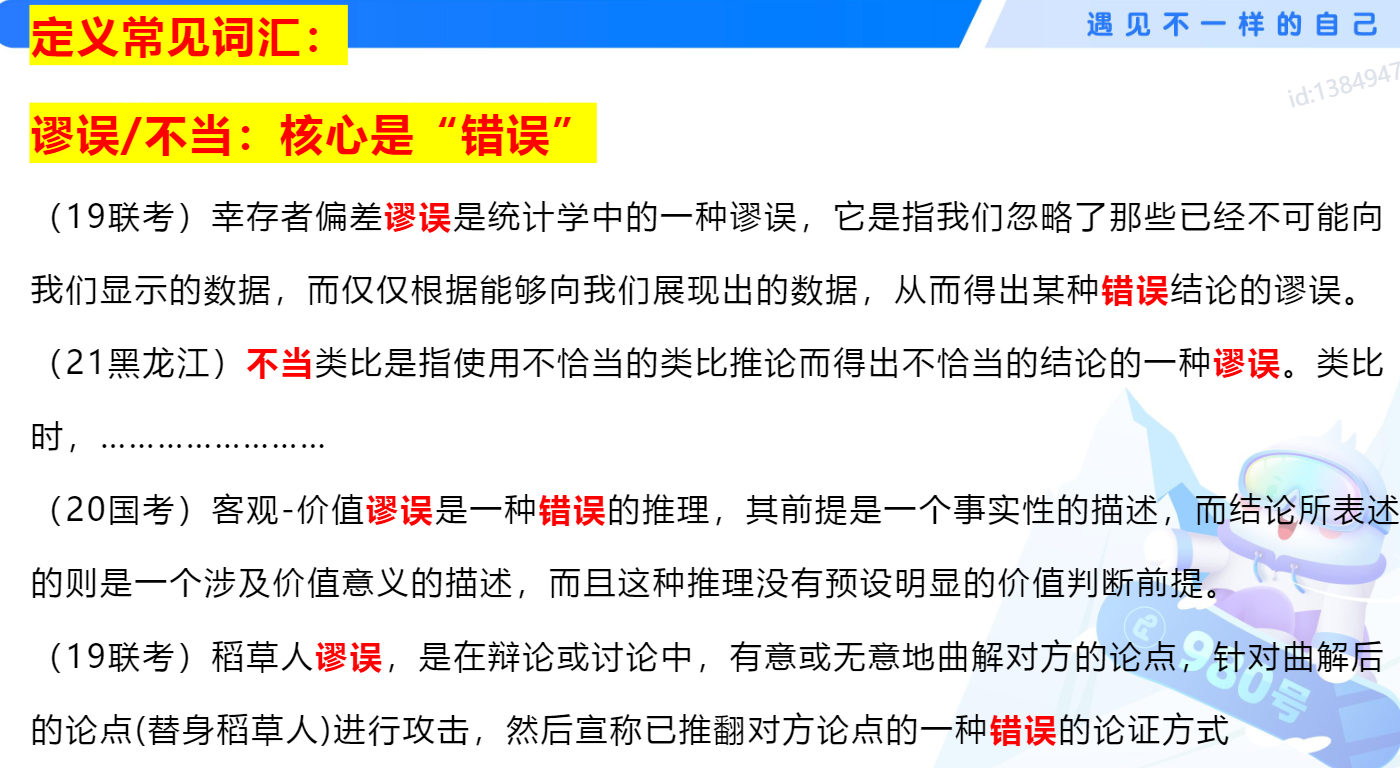 定义常见词汇：
遇见不一样的自己
id:1384947
谬误/不当：核心是“错误”
（19联考）幸存者偏差谬误是统计学中的一种谬误，它是指我们忽略了那些已经不可能向
我们显示的数据，而仅仅根据能够向我们展现出的数据，从而得出某种错误结论的谬误。
（21黑龙江）不当类比是指使用不恰当的类比推论而得出不恰当的结论的一种谬误。类比
时，……………………
（20国考）客观-价值谬误是一种错误的推理，其前提是一个事实性的描述，而结论所表述
的则是一个涉及价值意义的描述，而且这种推理没有预设明显的价值判断前提。
（19联考）稻草人谬误，是在辩论或讨论中，有意或无意地曲解对方的论点，针对曲解后
的论点(替身稻草人)进行攻击，然后宣称已推翻对方论点的一种错误的论证方式
980号